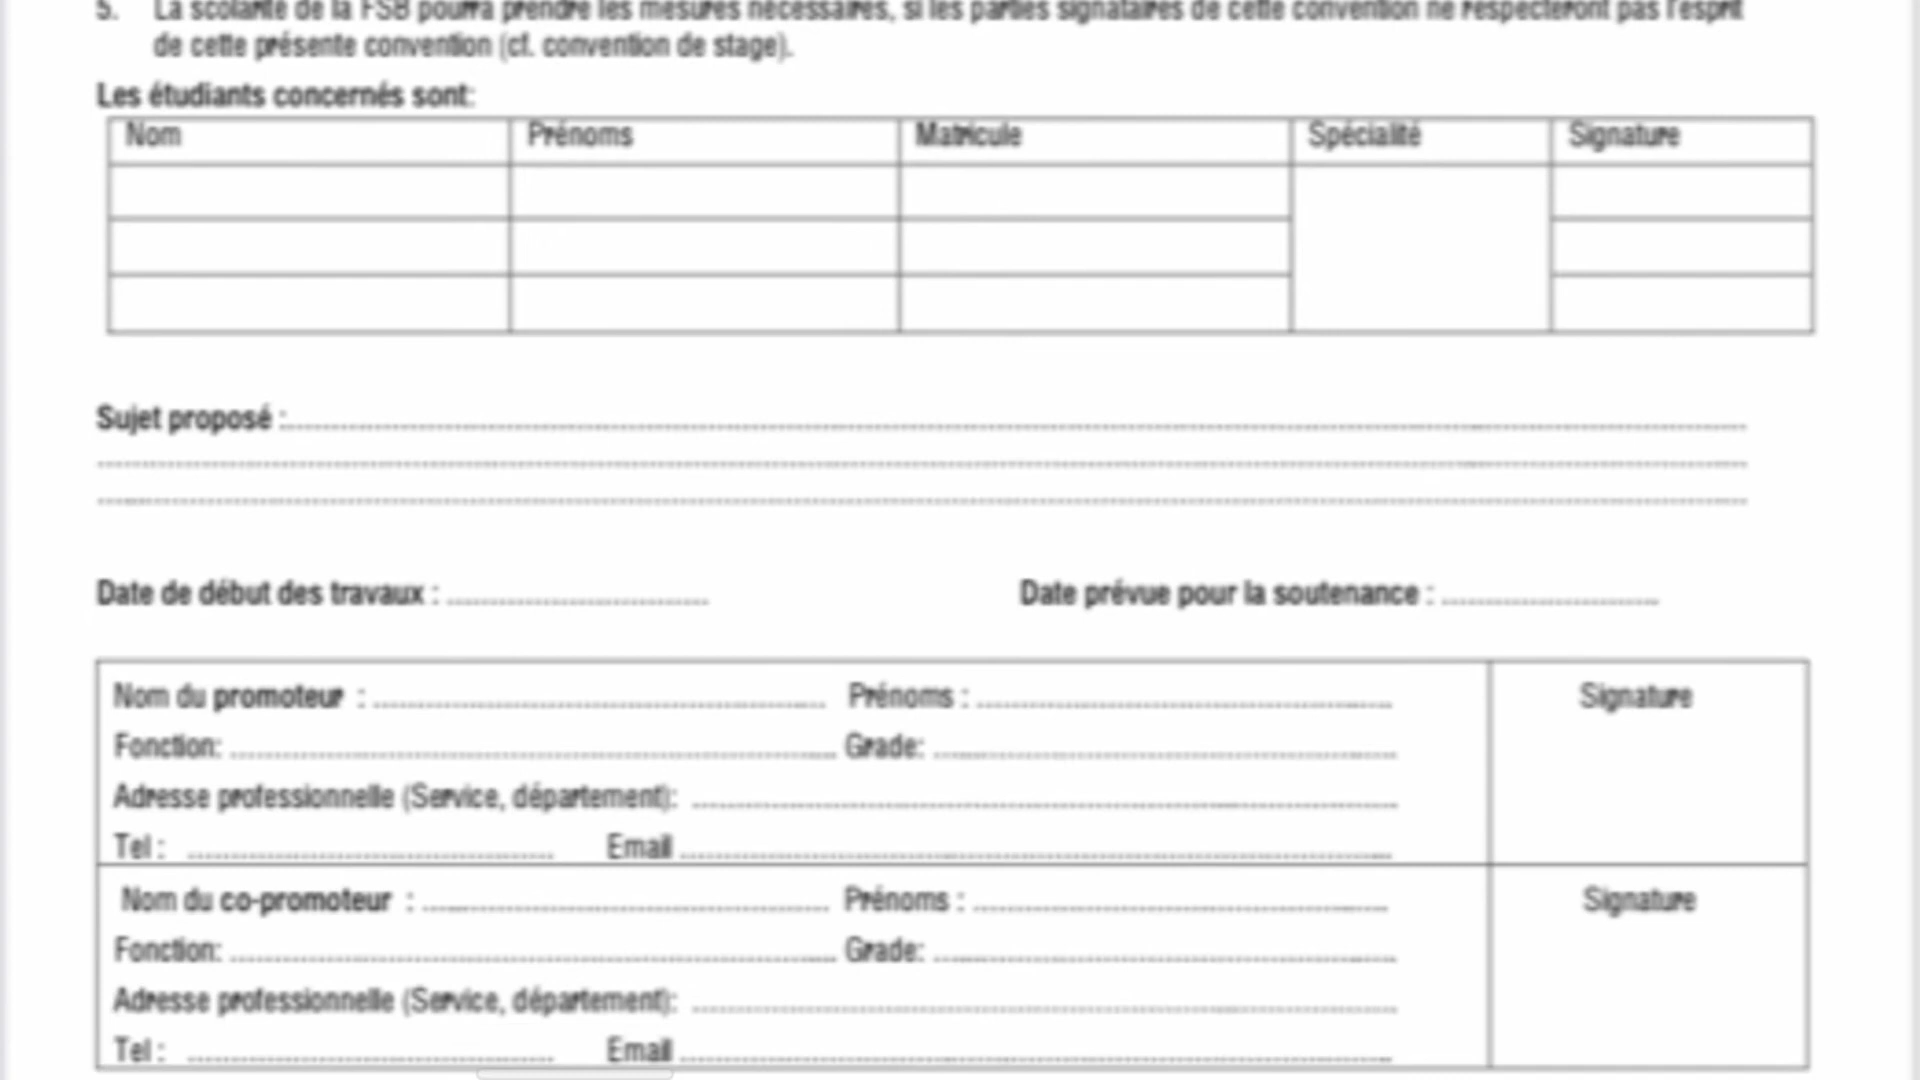 5. La scolarité de la FSB pourra prendre les mesures nécessaires, si les parties signataires de cette convention ne respecteront pas l'esprit
de cette présente convention (cf. convention de stage).
Les étudiants concernés sont:
Nom Prénoms Matricule Spécialité Signature
Sujet proposé :
Date de début des travaux : Date prévue pour la soutenance :
Nom du promoteur : Prénoms : Signature
Fonction: Grade:
Adresse professionnelle (Service, département):
Tel : Email
Nom du co-promoteur : Prénoms : Signature
Fonction: Grade:
Adresse professionnelle (Service, département):
Tel : Email